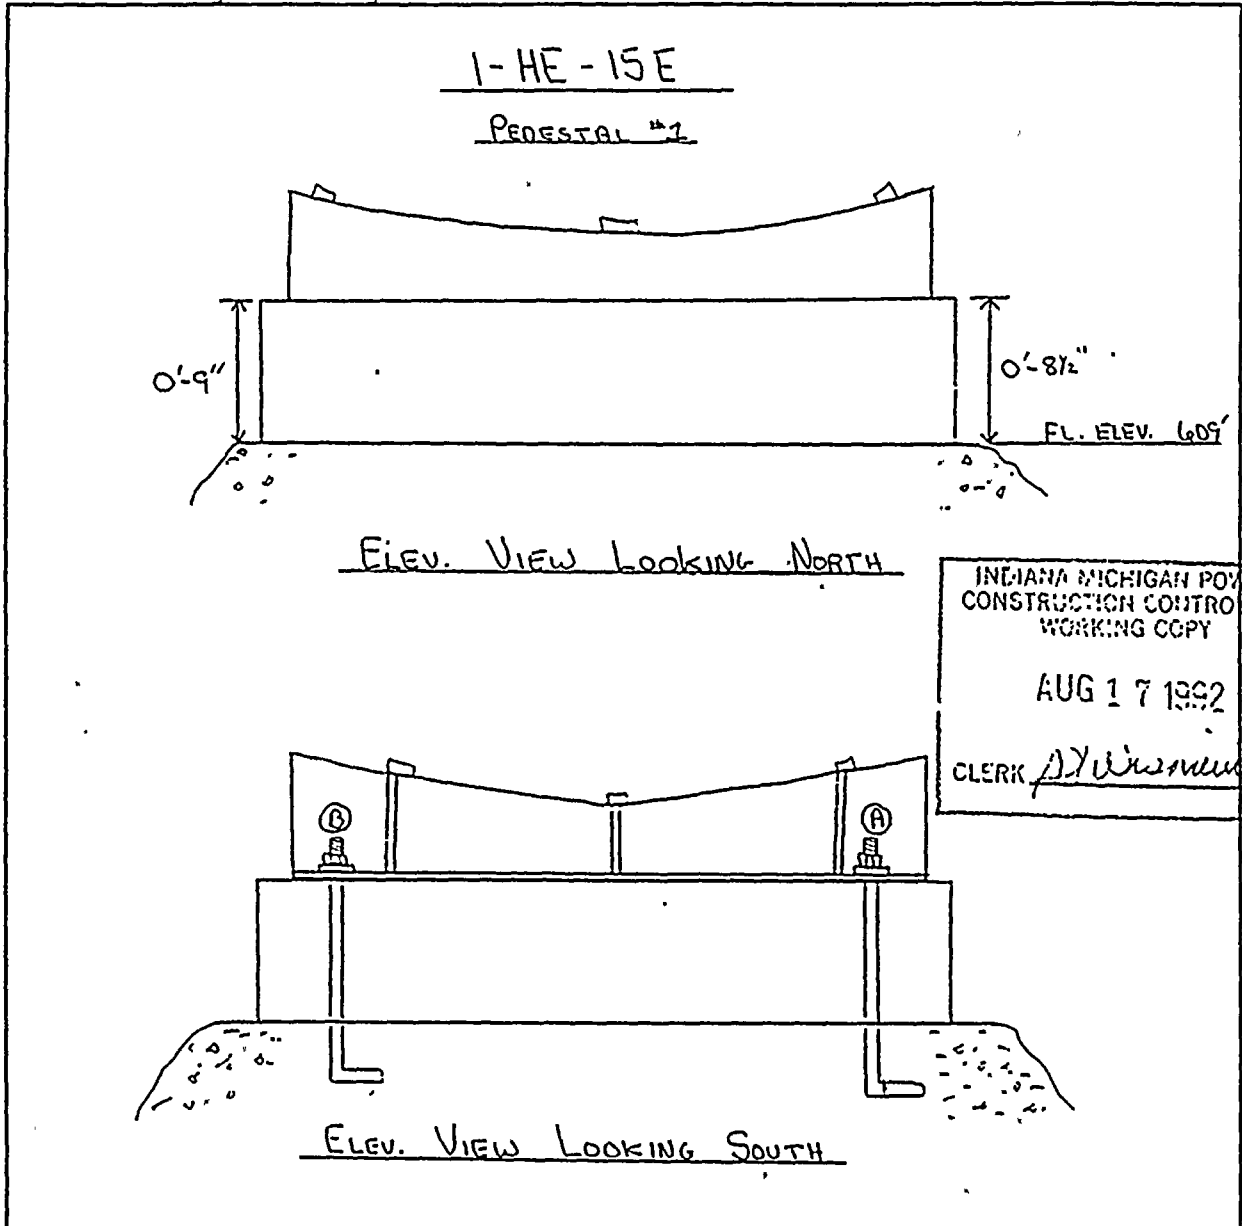 1-HE-15E
PEDESTAL #1
0'-9"
0'-8½"
FL. ELEV. 609'
ELEV. VIEW LOOKING NORTH
INDIANA MICHIGAN POW
CONSTRUCTION CONTRO
WORKING COPY
AUG 17 1992
CLERK
B
A
ELEV. VIEW LOOKING SOUTH